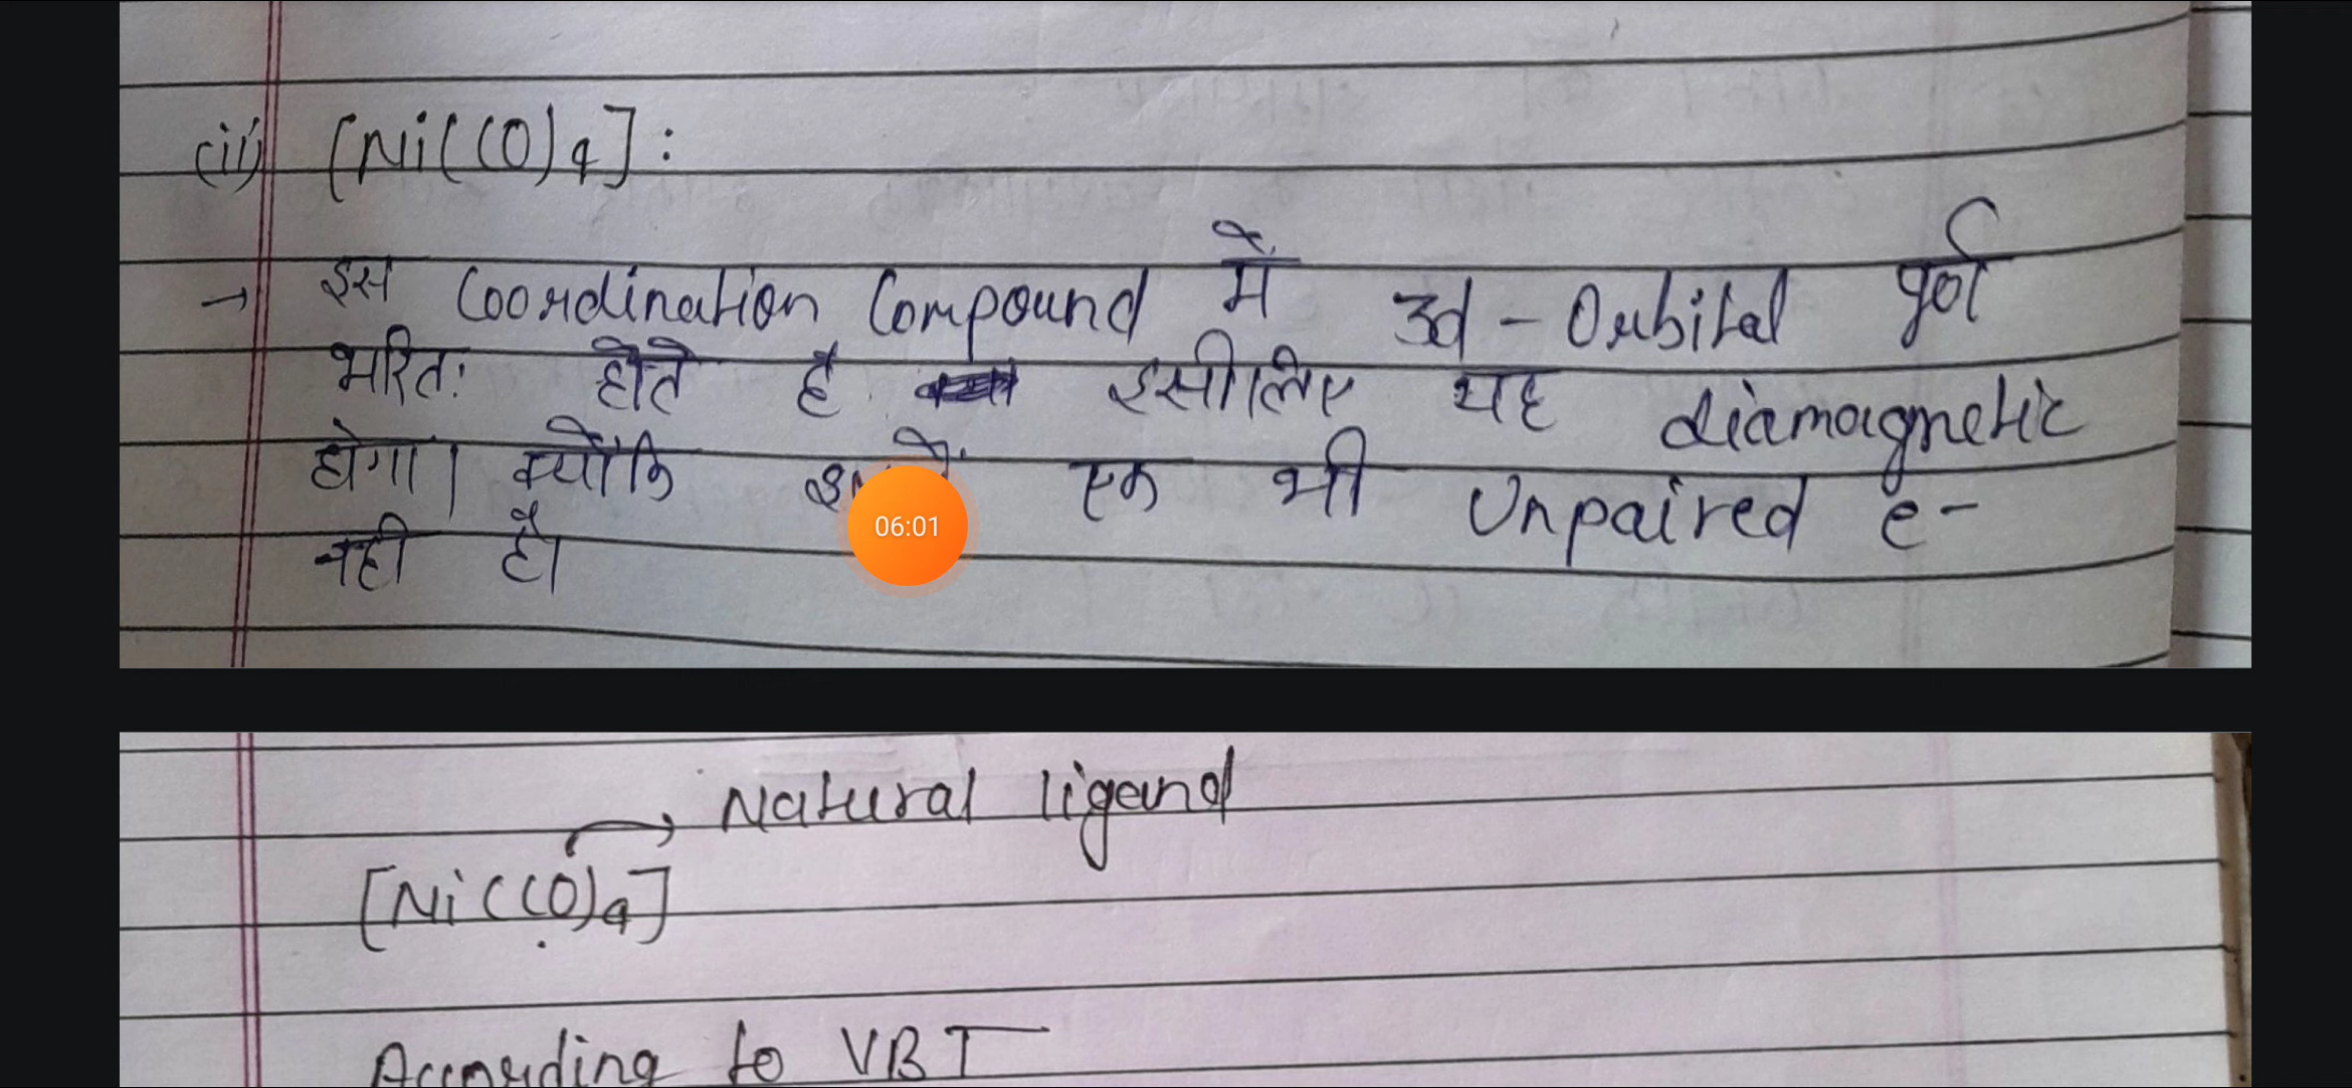 (ii) [Ni(CO)4]:
→ इस Coordination Compound में 3d - Orbital पूर्ण
भरितः होते है इसीलिए यह diamagnetic
होगा। क्योंकि एक भी Unpaired e-
नही है।
06:01
→ Natural ligand
[Ni(CO)4]
According to VBT